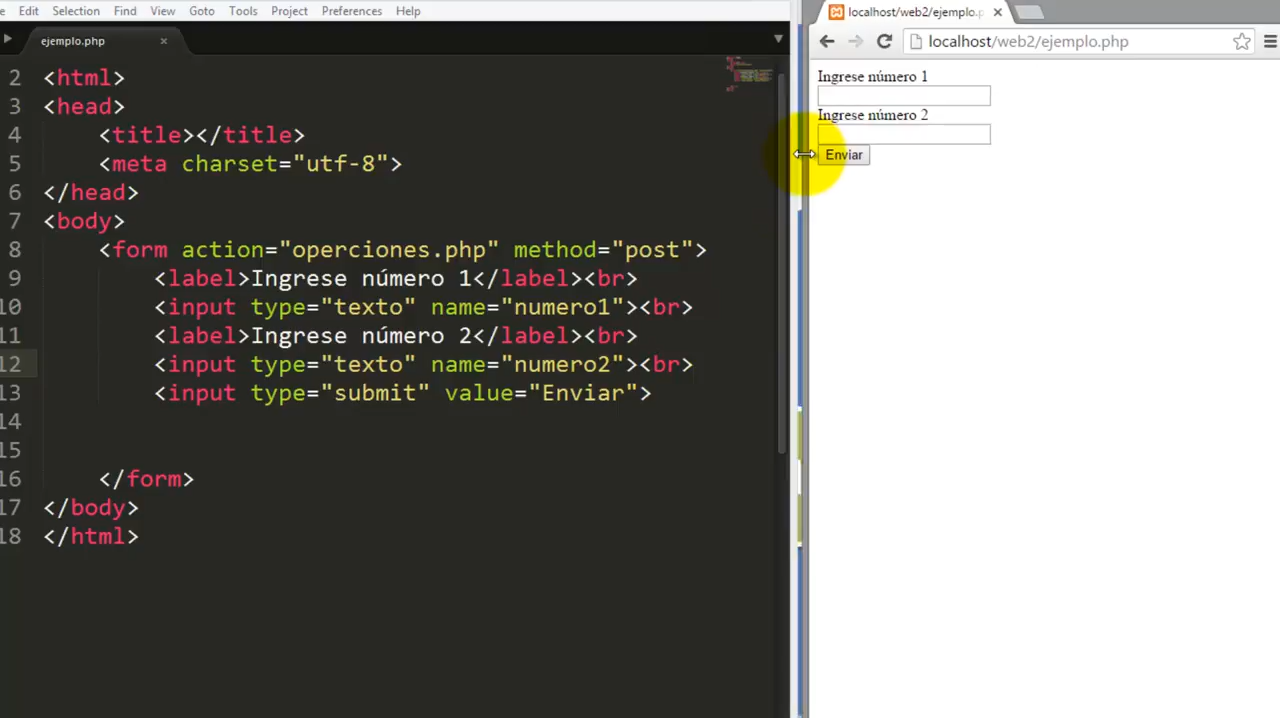 Edit Selection Find View Goto Tools Project Preferences Help
ejemplo.php
2 <html>
3 <head>
4 <title></title>
5 <meta charset="utf-8">
6 </head>
7 <body>
8 <form action="operciones.php" method="post">
9 <label>Ingrese número 1</label><br>
10 <input type="texto" name="numero1"><br>
11 <label>Ingrese número 2</label><br>
12 <input type="texto" name="numero2"><br>
13 <input type="submit" value="Enviar">
14
15
16 </form>
17 </body>
18 </html>
localhost/web2/ejemplo.p
localhost/web2/ejemplo.php
Ingrese número 1
Ingrese número 2
Enviar